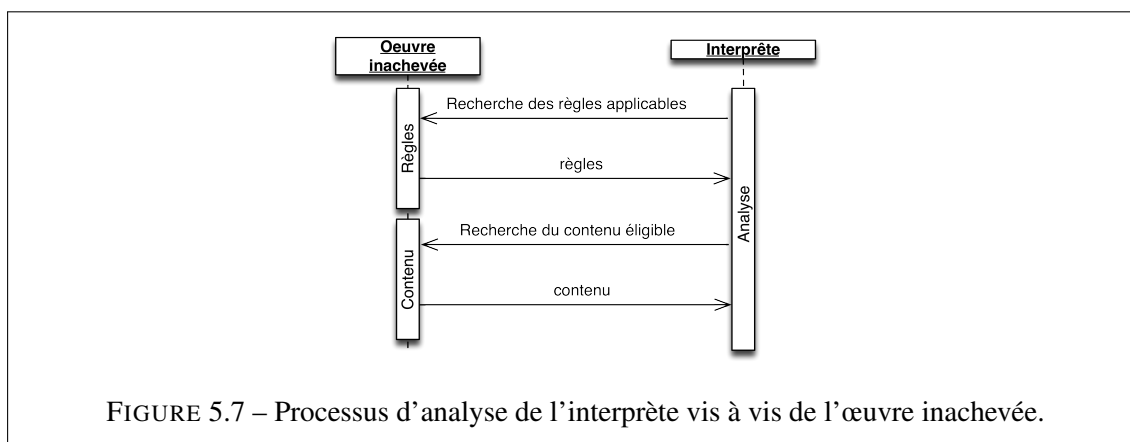 Oeuvre
inachevée
Interprête
Recherche des règles applicables
Règles
règles
Analyse
Recherche du contenu éligible
Contenu
contenu
FIGURE 5.7 – Processus d'analyse de l'interprète vis à vis de l'œuvre inachevée.